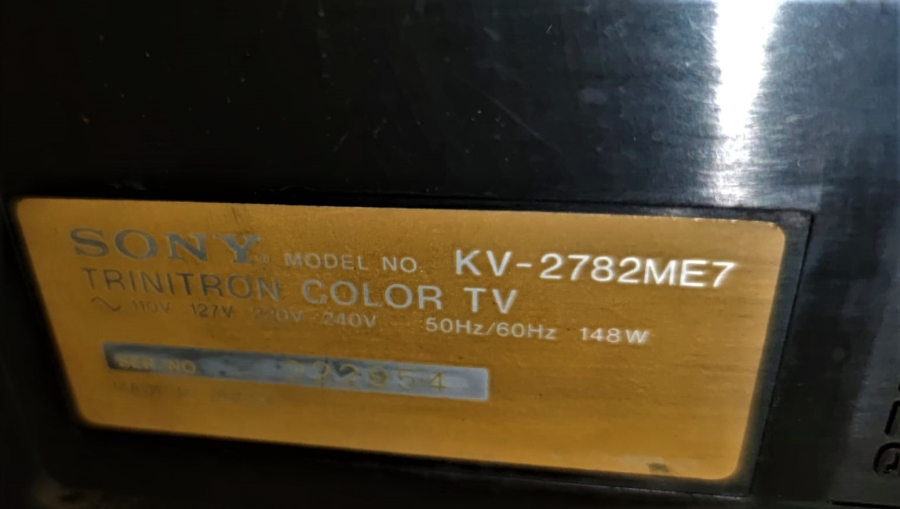 SONY® MODEL NO. KV-2782ME7
TRINITRON COLOR TV
~ 110V 127V 220V 240V 50Hz/60Hz 148W
SER. NO